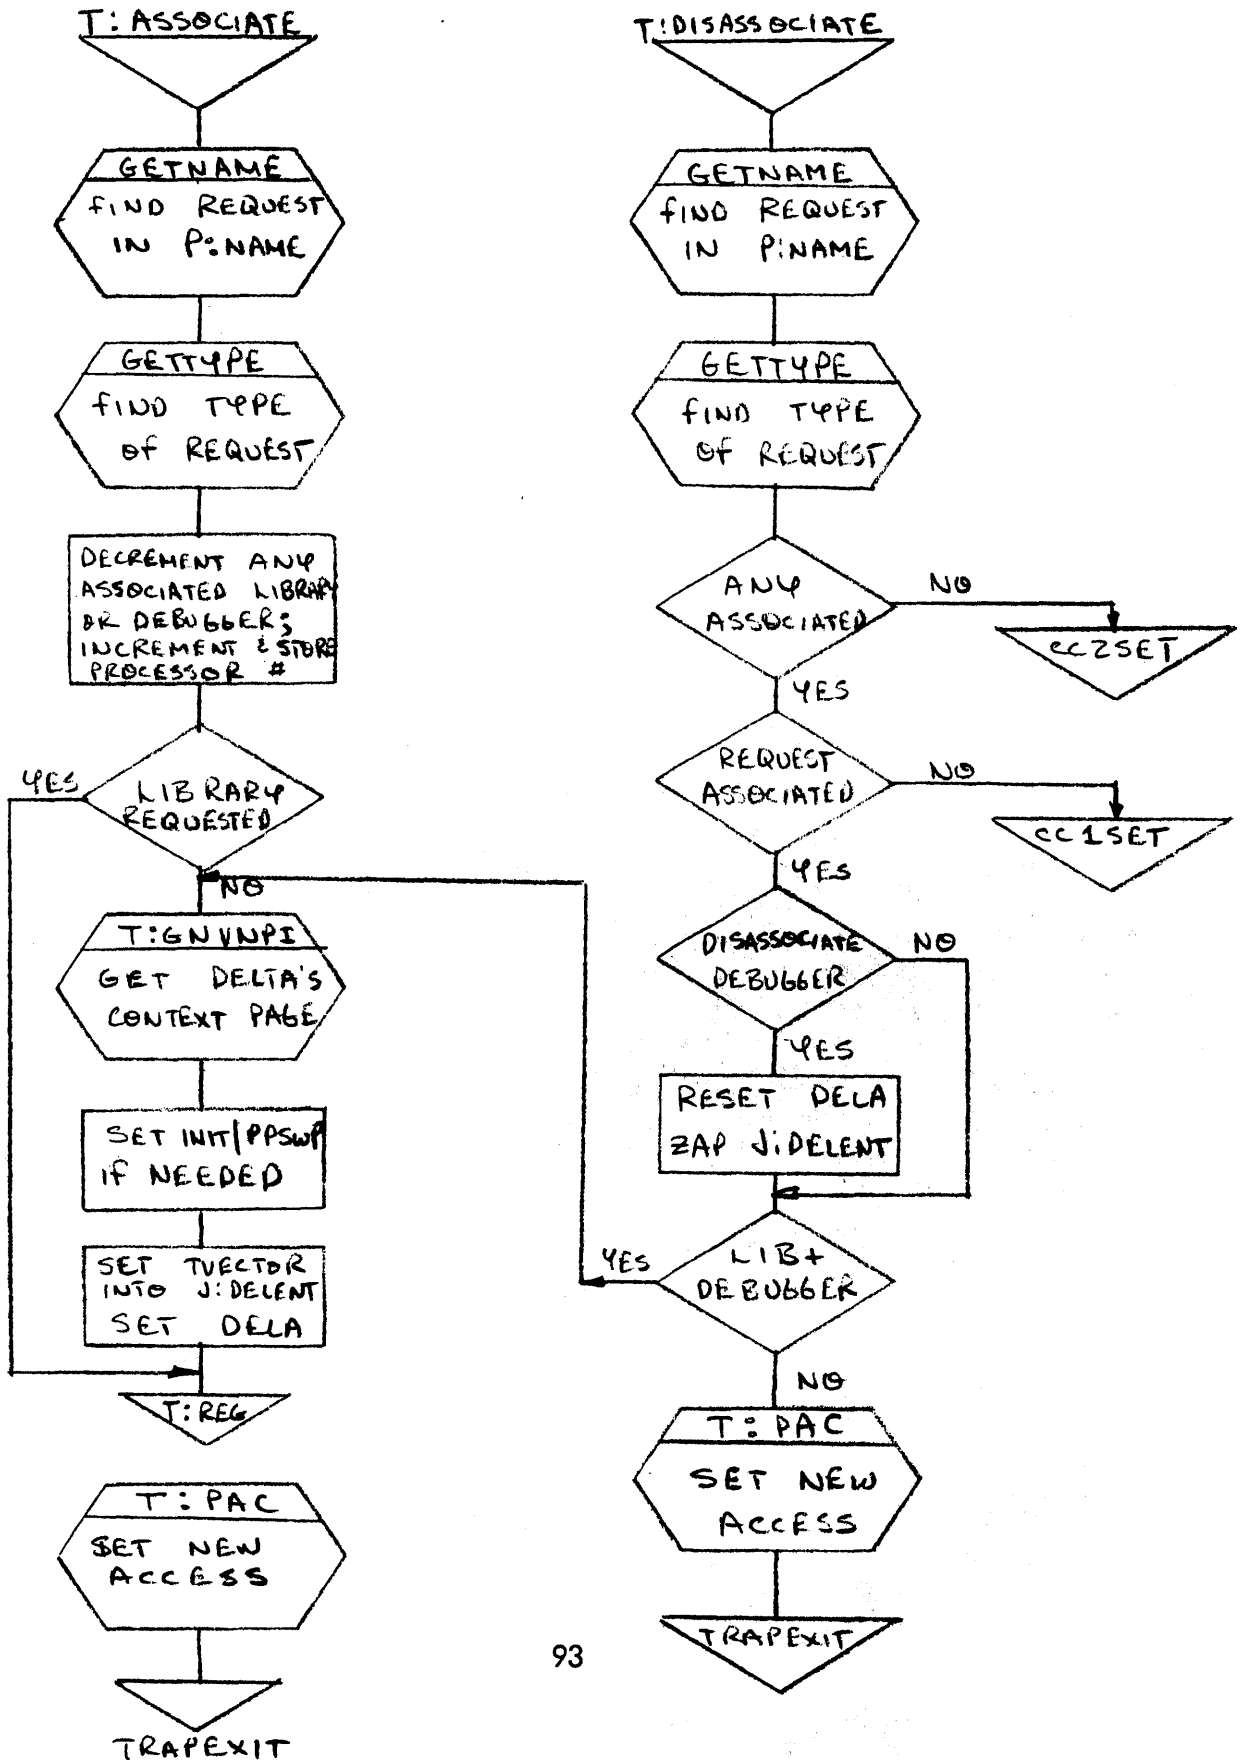 T:ASSOCIATE
GETNAME
FIND REQUEST
IN P:NAME
GETTYPE
FIND TYPE
OF REQUEST
DECREMENT ANY
ASSOCIATED LIBRARY
OR DEBUGGER;
INCREMENT & STORE
PROCESSOR #
YES
LIBRARY
REQUESTED
NO
T:GNVNPI
GET DELTA'S
CONTEXT PAGE
SET INIT/PPSWP
IF NEEDED
SET TVECTOR
INTO J:DELENT
SET DELA
T:REG
T:PAC
SET NEW
ACCESS
TRAPEXIT
T:DISASSOCIATE
GETNAME
FIND REQUEST
IN P:NAME
GETTYPE
FIND TYPE
OF REQUEST
ANY
ASSOCIATED
NO
CC2SET
YES
REQUEST
ASSOCIATED
NO
CC1SET
YES
DISASSOCIATE
DEBUGGER
NO
YES
RESET DELA
ZAP J:DELENT
LIB+
DEBUGGER
YES
NO
T:PAC
SET NEW
ACCESS
TRAPEXIT
93